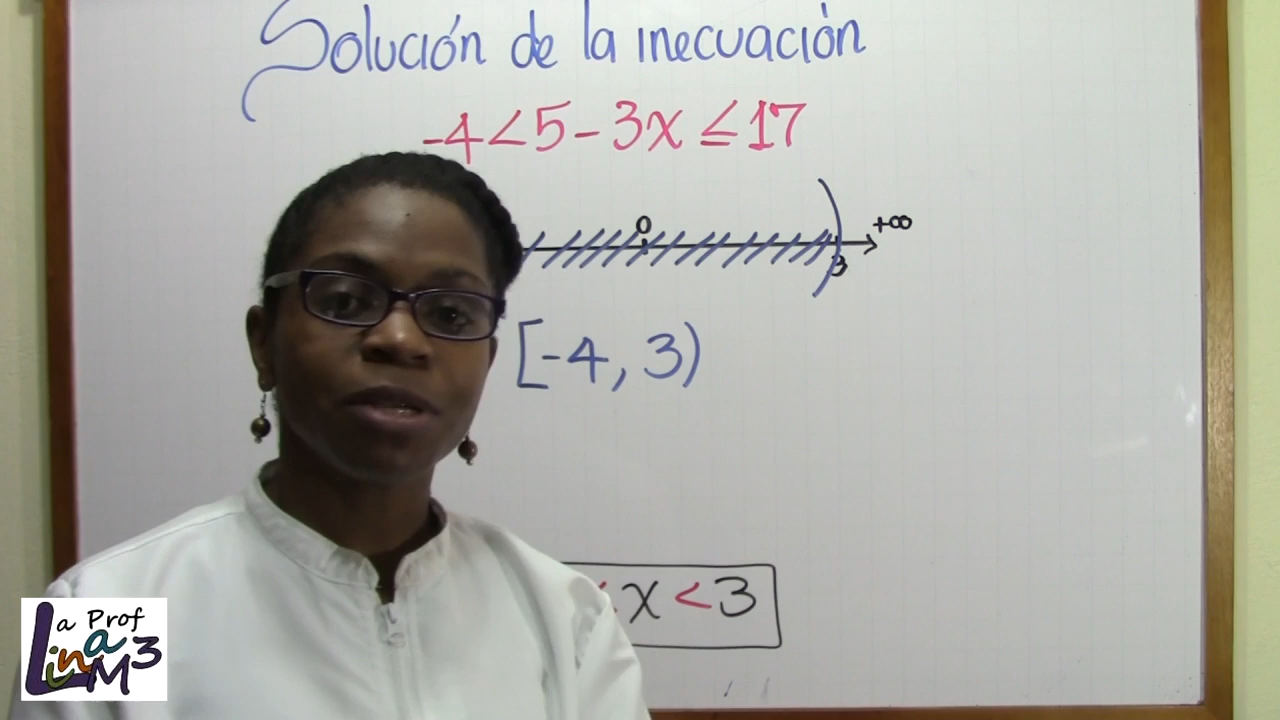 Solución de la inecuación
-4<5-3x≤17
0
+∞
3
[-4, 3)
x<3
La Prof
Lina M3